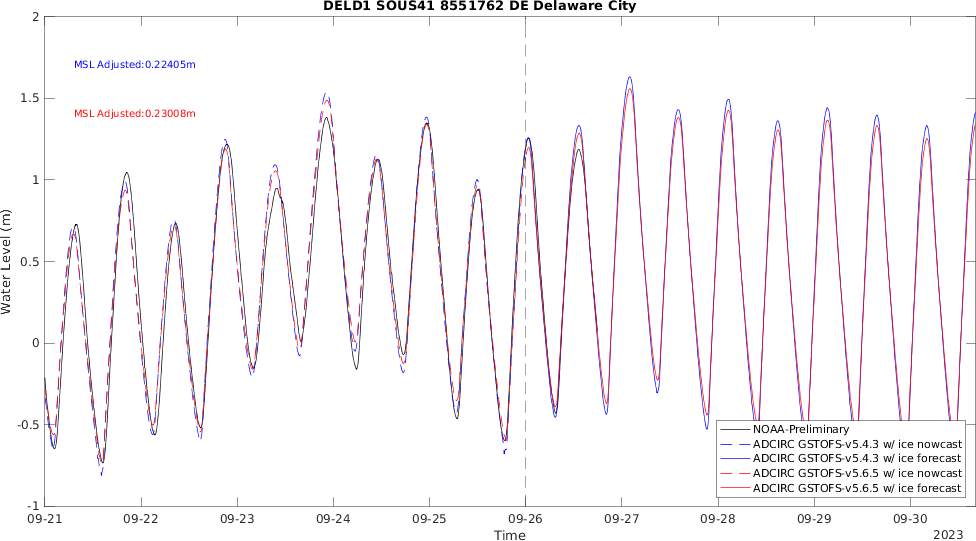 DELD1 SOUS41 8551762 DE Delaware City
2
1.5
1
0.5
0
-0.5
-1
Water Level (m)
MSL Adjusted:0.22405m
MSL Adjusted:0.23008m
NOAA-Preliminary
ADCIRC GSTOFS-v5.4.3 w/ ice nowcast
ADCIRC GSTOFS-v5.4.3 w/ ice forecast
ADCIRC GSTOFS-v5.6.5 w/ ice nowcast
ADCIRC GSTOFS-v5.6.5 w/ ice forecast
09-21 09-22 09-23 09-24 09-25 09-26 09-27 09-28 09-29 09-30
Time
2023